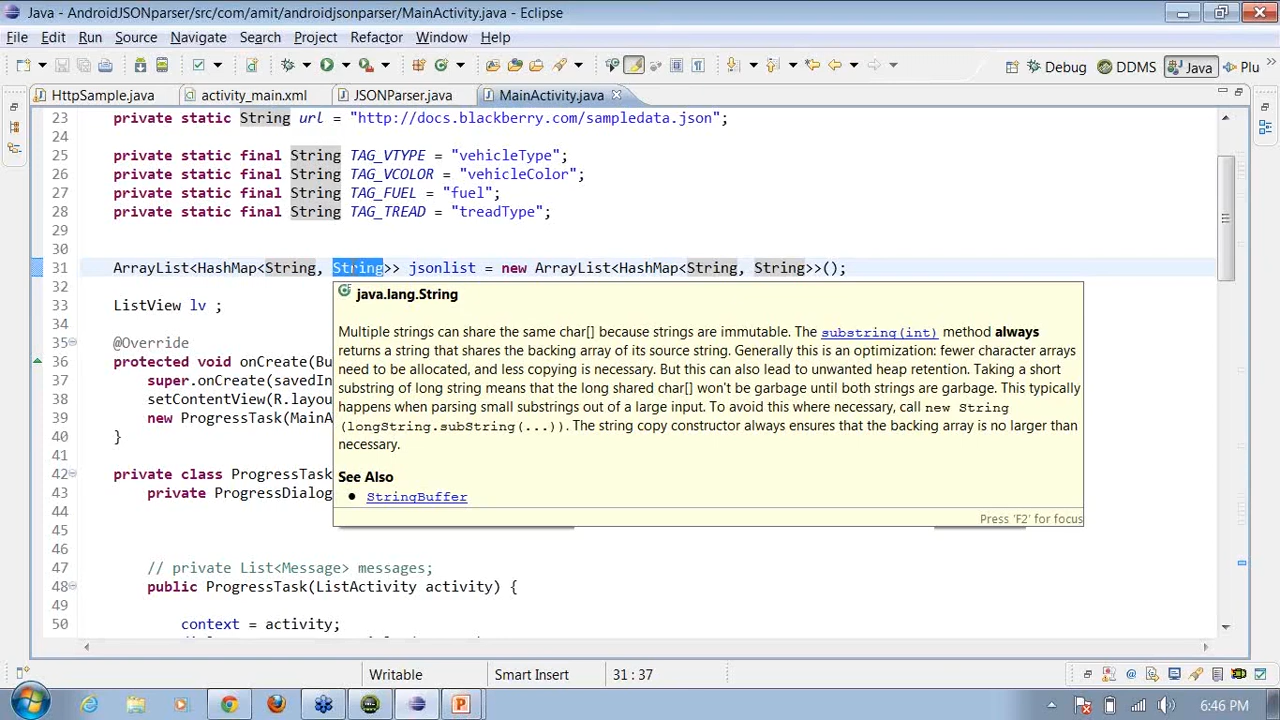 Java - AndroidJSONparser/src/com/amit/androidjsonparser/MainActivity.java - Eclipse
File Edit Run Source Navigate Search Project Refactor Window Help
Debug DDMS Java Plu
HttpSample.java activity_main.xml JSONParser.java MainActivity.java
23 private static String url = "http://docs.blackberry.com/sampledata.json";
24
25 private static final String TAG_VTYPE = "vehicleType";
26 private static final String TAG_VCOLOR = "vehicleColor";
27 private static final String TAG_FUEL = "fuel";
28 private static final String TAG_TREAD = "treadType";
29
30
31 ArrayList<HashMap<String, String>> jsonlist = new ArrayList<HashMap<String, String>>();
32
33 ListView lv ;
34
35 @Override
36 protected void onCreate(Bu
37 super.onCreate(savedIn
38 setContentView(R.layou
39 new ProgressTask(MainA
40 }
41
42 private class ProgressTask
43 private ProgressDialog
44
45
46
47 // private List<Message> messages;
48 public ProgressTask(ListActivity activity) {
49
50 context = activity;
java.lang.String
Multiple strings can share the same char[] because strings are immutable. The substring(int) method always
returns a string that shares the backing array of its source string. Generally this is an optimization: fewer character arrays
need to be allocated, and less copying is necessary. But this can also lead to unwanted heap retention. Taking a short
substring of long string means that the long shared char[] won't be garbage until both strings are garbage. This typically
happens when parsing small substrings out of a large input. To avoid this where necessary, call new String
(longString.subString(...)). The string copy constructor always ensures that the backing array is no larger than
necessary.
See Also
• StringBuffer
Press 'F2' for focus
Writable Smart Insert 31 : 37
6:46 PM